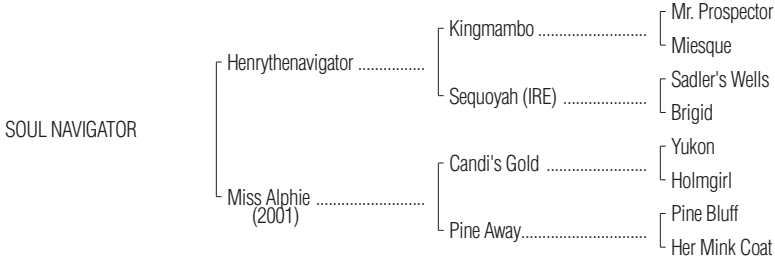 Mr. Prospector
Kingmambo ..........................
Miesque
Henrythenavigator ................
Sadler's Wells
Sequoyah (IRE) ....................
Brigid
SOUL NAVIGATOR
Yukon
Candi's Gold ........................
Holmgirl
Miss Alphie ..........................
(2001)
Pine Bluff
Pine Away..............................
Her Mink Coat